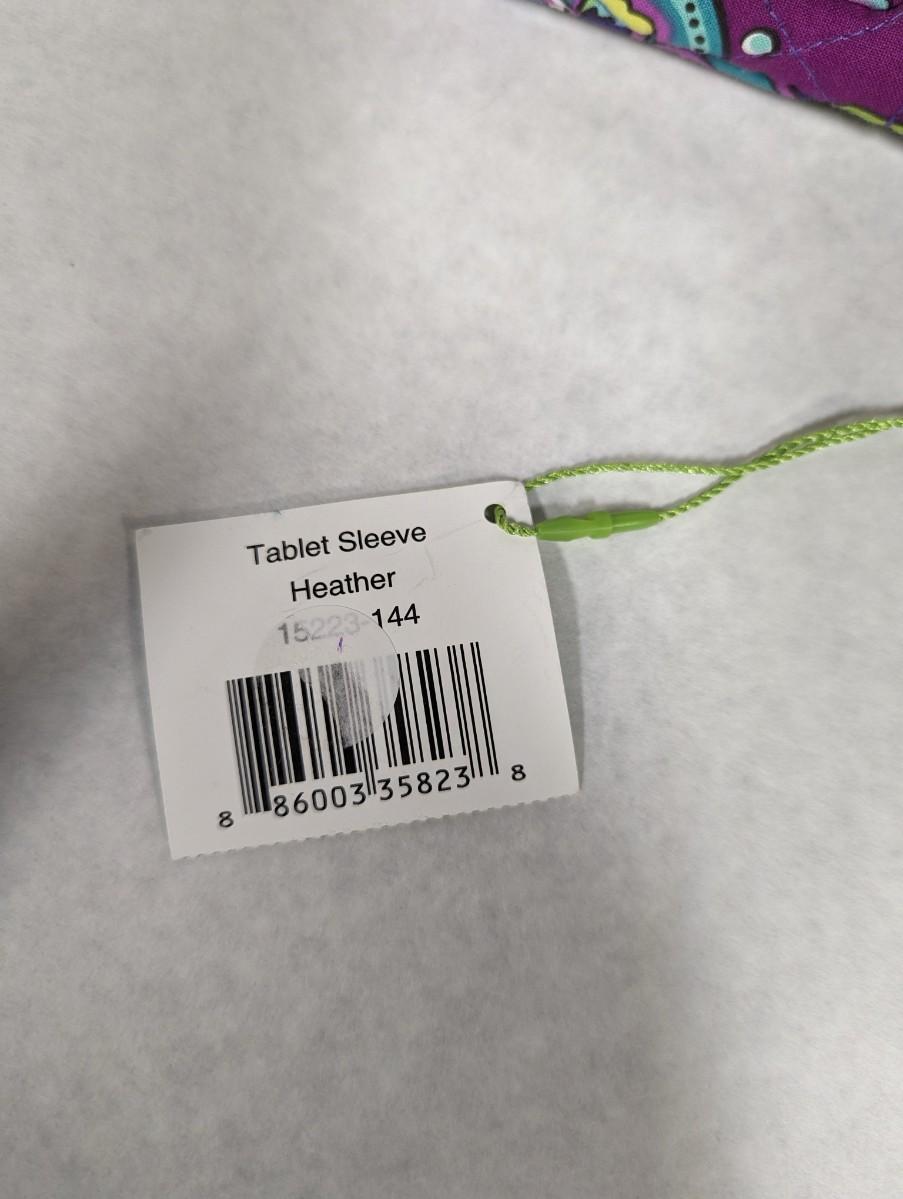 Tablet Sleeve
Heather
15223-144
8 86003 35823 8